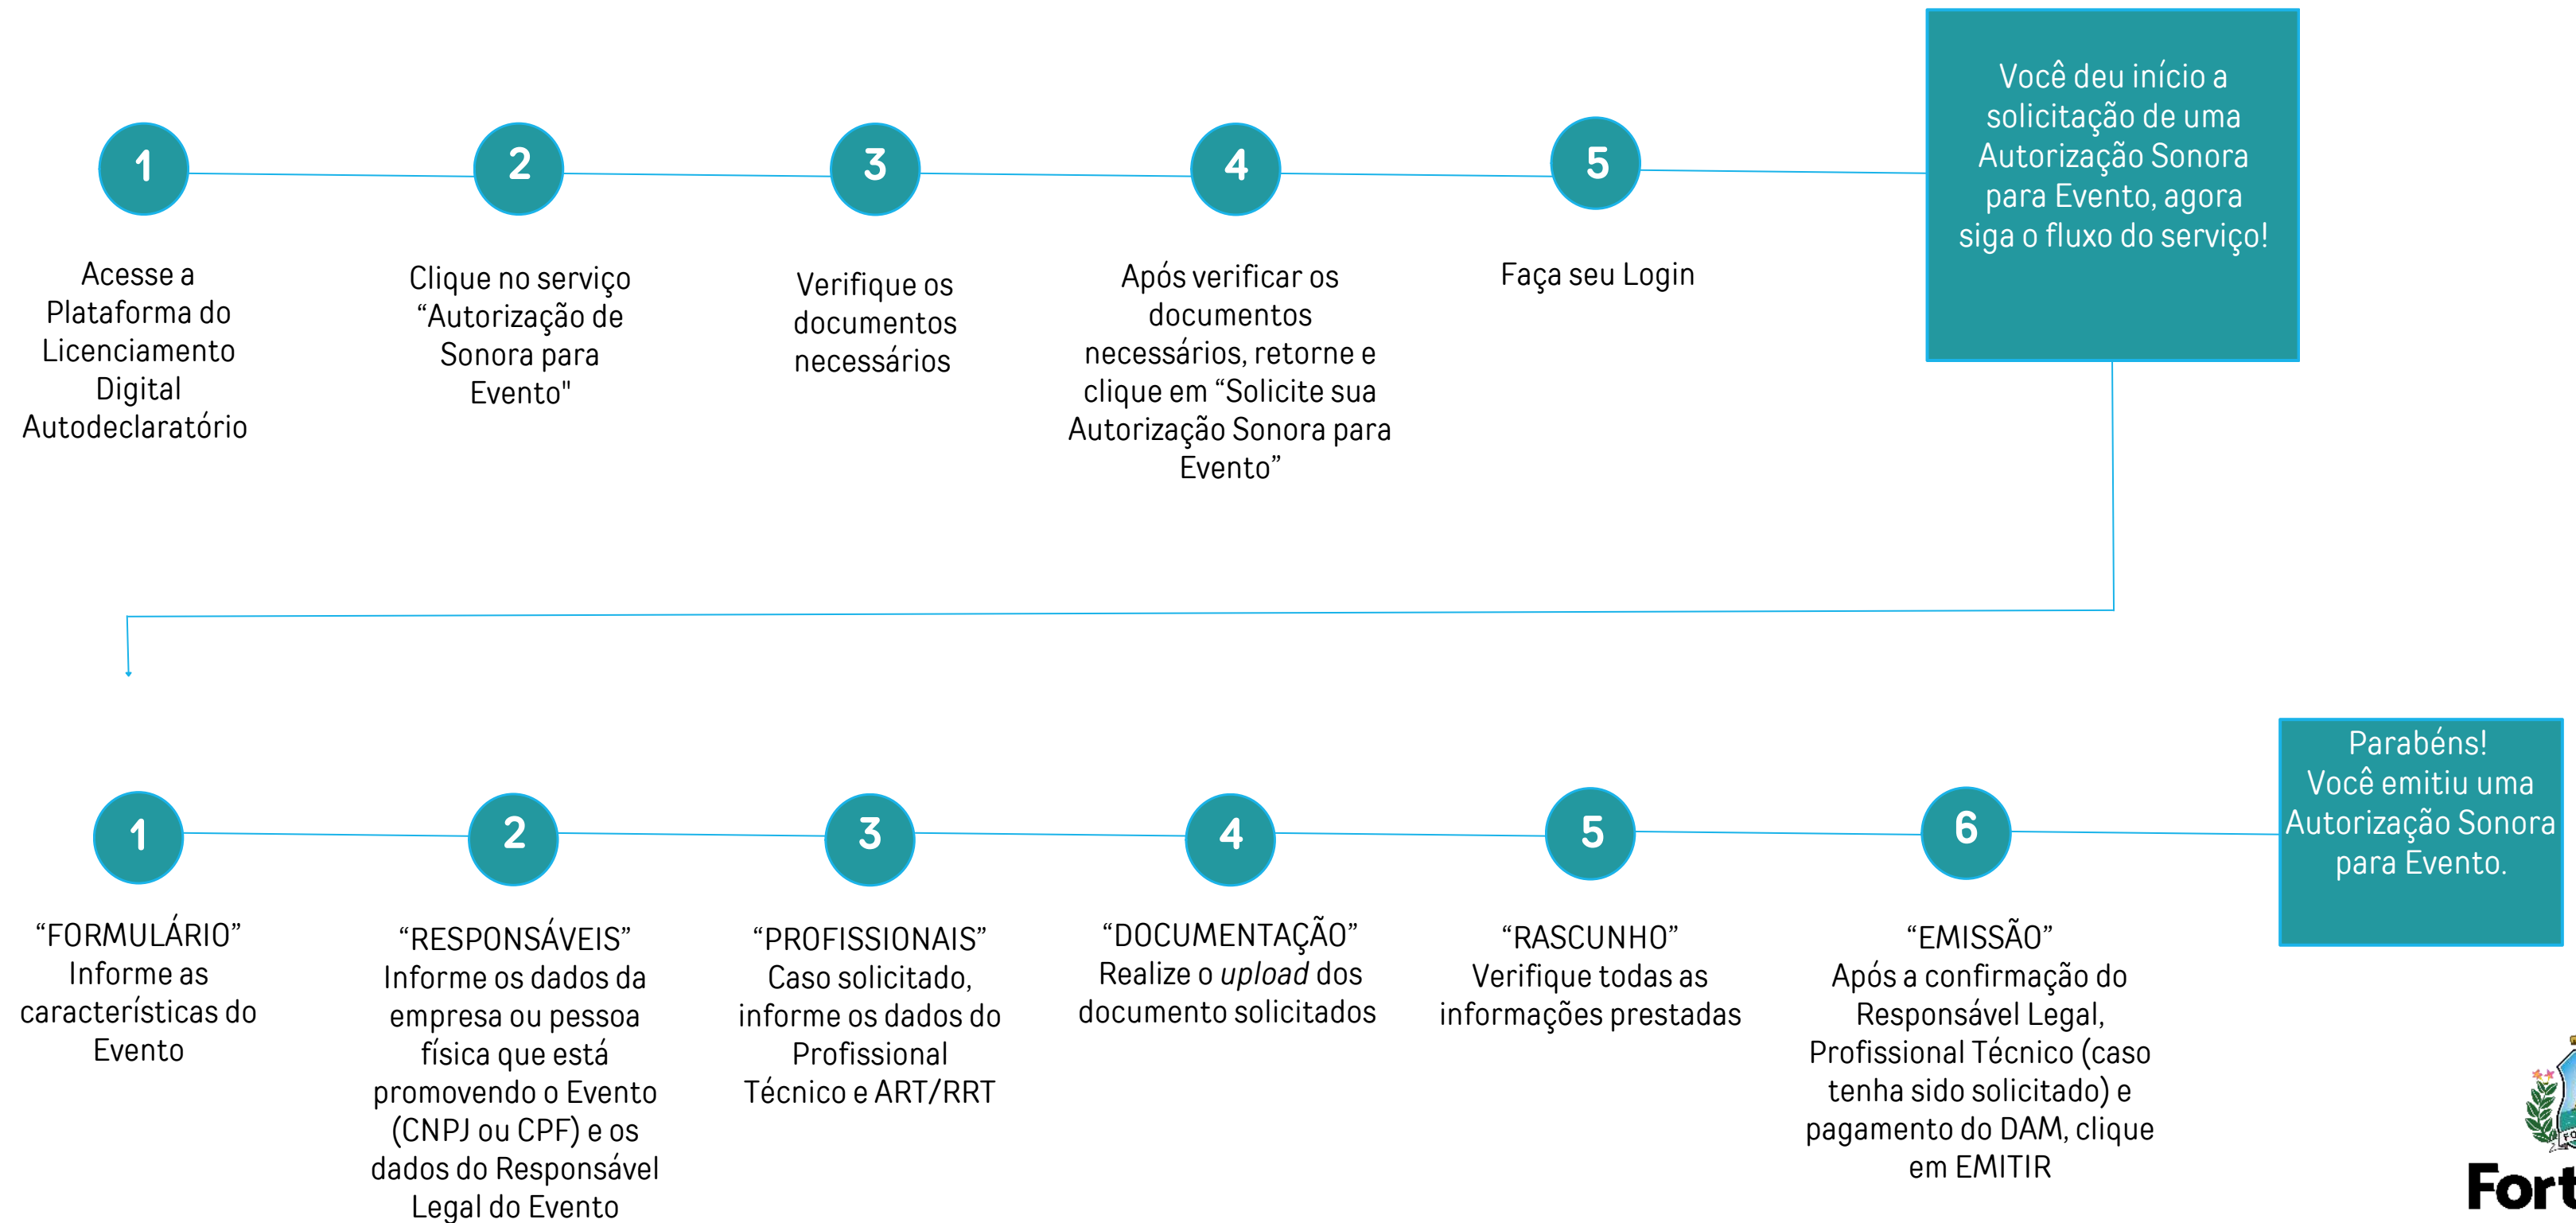 1
Acesse a
Plataforma do
Licenciamento
Digital
Autodeclaratório
2
Clique no serviço
“Autorização de
Sonora para
Evento"
3
Verifique os
documentos
necessários
4
Após verificar os
documentos
necessários, retorne e
clique em “Solicite sua
Autorização Sonora para
Evento”
5
Faça seu Login
Você deu início a
solicitação de uma
Autorização Sonora
para Evento, agora
siga o fluxo do serviço!
1
“FORMULÁRIO”
Informe as
características do
Evento
2
“RESPONSÁVEIS”
Informe os dados da
empresa ou pessoa
física que está
promovendo o Evento
(CNPJ ou CPF) e os
dados do Responsável
Legal do Evento
3
“PROFISSIONAIS”
Caso solicitado,
informe os dados do
Profissional
Técnico e ART/RRT
4
“DOCUMENTAÇÃO”
Realize o upload dos
documento solicitados
5
“RASCUNHO”
Verifique todas as
informações prestadas
6
“EMISSÃO”
Após a confirmação do
Responsável Legal,
Profissional Técnico (caso
tenha sido solicitado) e
pagamento do DAM, clique
em EMITIR
Parabéns!
Você emitiu uma
Autorização Sonora
para Evento.